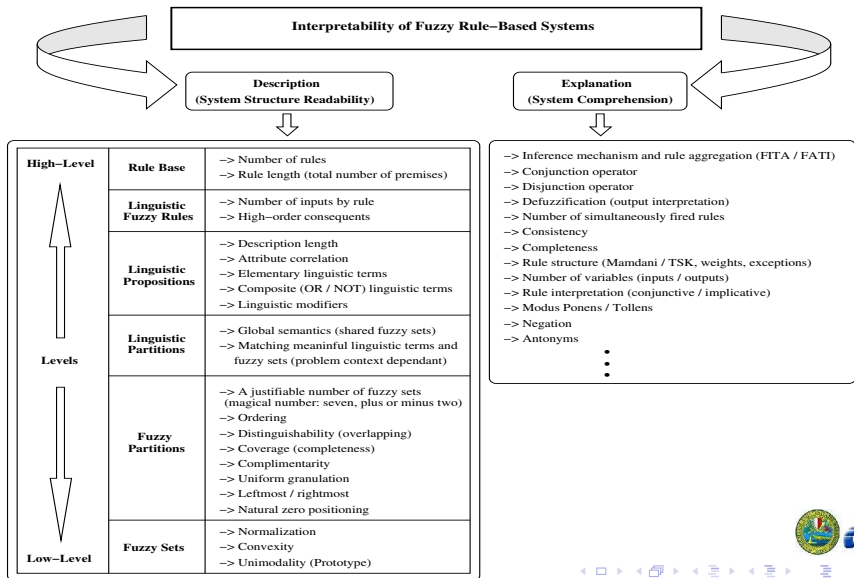 Interpretability of Fuzzy Rule−Based Systems
Description
(System Structure Readability)
Explanation
(System Comprehension)
High−Level
Levels
Low−Level
Rule Base
−> Number of rules
−> Rule length (total number of premises)
Linguistic
Fuzzy Rules
−> Number of inputs by rule
−> High−order consequents
Linguistic
Propositions
−> Description length
−> Attribute correlation
−> Elementary linguistic terms
−> Composite (OR / NOT) linguistic terms
−> Linguistic modifiers
Linguistic
Partitions
−> Global semantics (shared fuzzy sets)
−> Matching meaninful linguistic terms and
fuzzy sets (problem context dependant)
Fuzzy
Partitions
−> A justifiable number of fuzzy sets
(magical number: seven, plus or minus two)
−> Ordering
−> Distinguishability (overlapping)
−> Coverage (completeness)
−> Complimentarity
−> Uniform granulation
−> Leftmost / rightmost
−> Natural zero positioning
Fuzzy Sets
−> Normalization
−> Convexity
−> Unimodality (Prototype)
−> Inference mechanism and rule aggregation (FITA / FATI)
−> Conjunction operator
−> Disjunction operator
−> Defuzzification (output interpretation)
−> Number of simultaneously fired rules
−> Consistency
−> Completeness
−> Rule structure (Mamdani / TSK, weights, exceptions)
−> Number of variables (inputs / outputs)
−> Rule interpretation (conjunctive / implicative)
−> Modus Ponens / Tollens
−> Negation
−> Antonyms